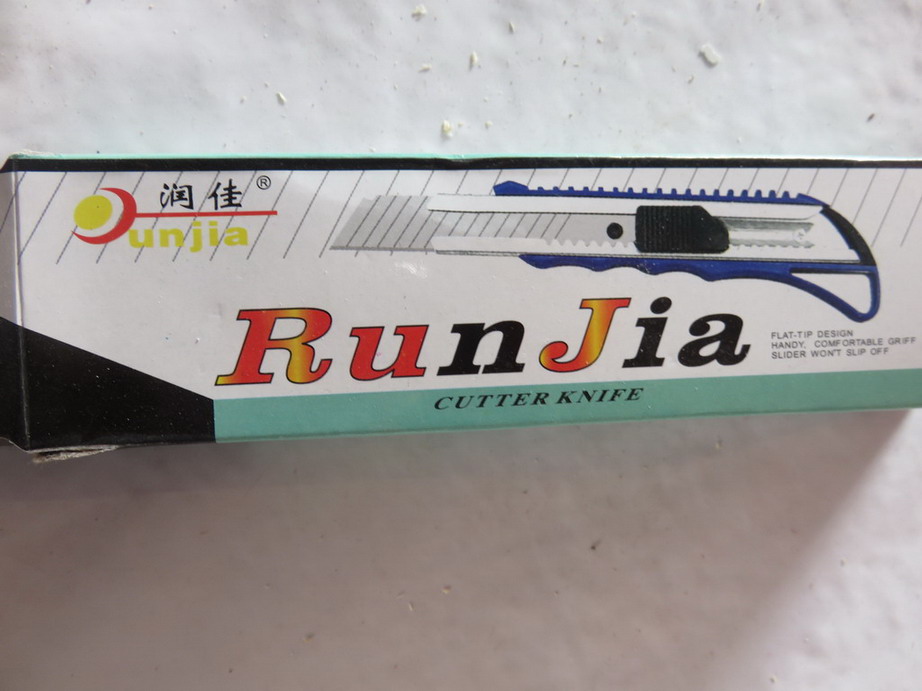 润佳®
unjia
RunJia
CUTTER KNIFE
FLAT-TIP DESIGN
HANDY, COMFORTABLE GRIFF
SLIDER WON'T SLIP OFF